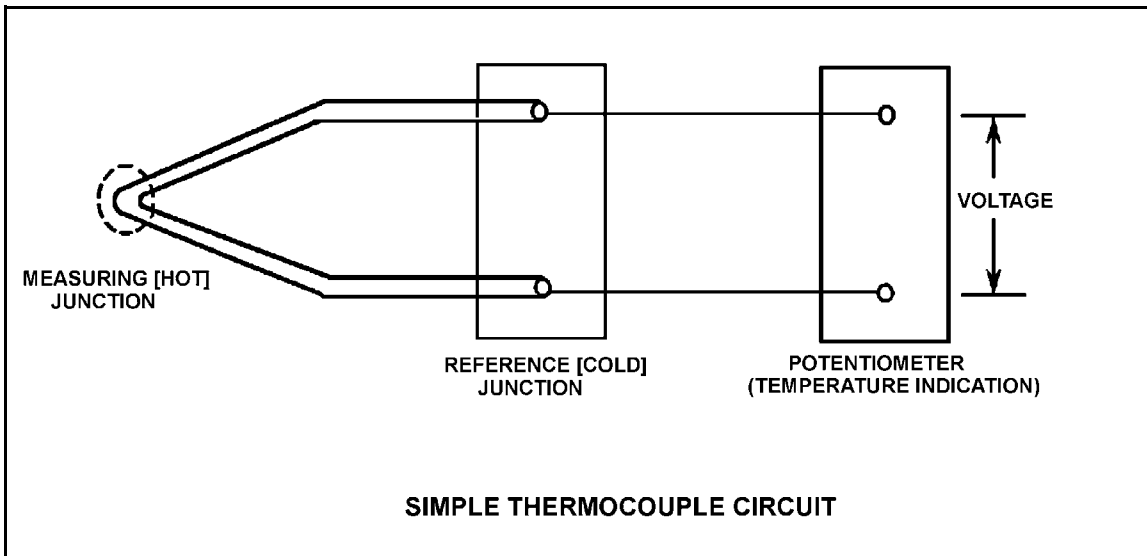 VOLTAGE
MEASURING [HOT]
JUNCTION
REFERENCE [COLD]
JUNCTION
POTENTIOMETER
(TEMPERATURE INDICATION)
SIMPLE THERMOCOUPLE CIRCUIT